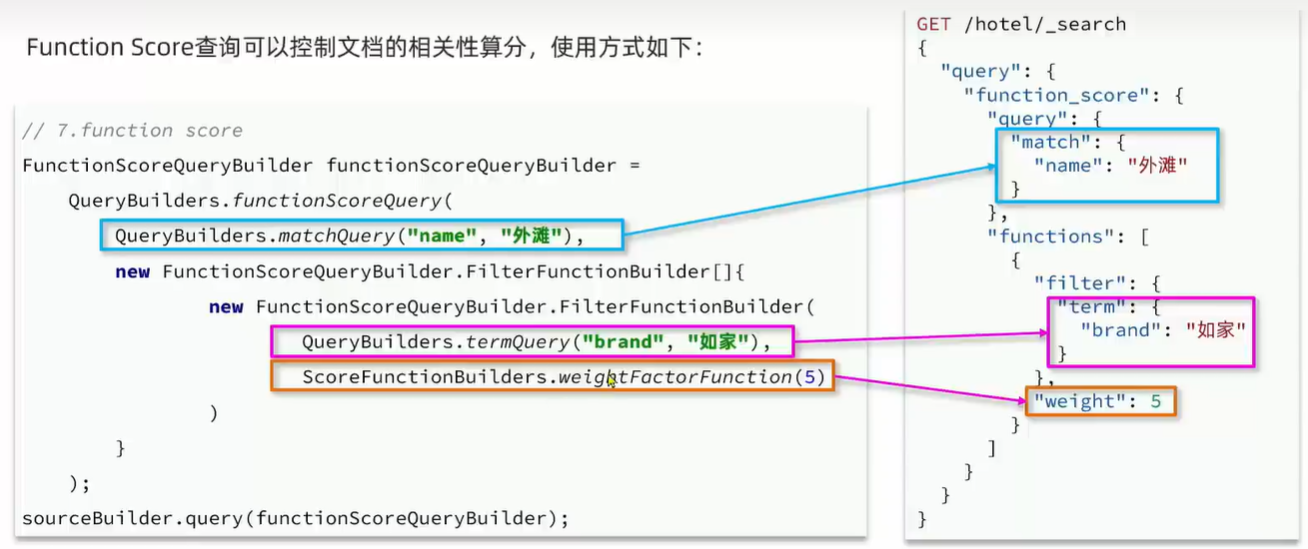 Function Score查询可以控制文档的相关性算分，使用方式如下：
// 7.function score
FunctionScoreQueryBuilder functionScoreQueryBuilder =
QueryBuilders.functionScoreQuery(
QueryBuilders.matchQuery("name", "外滩"),
new FunctionScoreQueryBuilder.FilterFunctionBuilder[]{
new FunctionScoreQueryBuilder.FilterFunctionBuilder(
QueryBuilders.termQuery("brand", "如家"),
ScoreFunctionBuilders.weightFactorFunction(5)
)
}
);
sourceBuilder.query(functionScoreQueryBuilder);
GET /hotel/_search
{
"query": {
"function_score": {
"query": {
"match": {
"name": "外滩"
}
},
"functions": [
{
"filter": {
"term": {
"brand": "如家"
}
},
"weight": 5
}
]
}
}
}